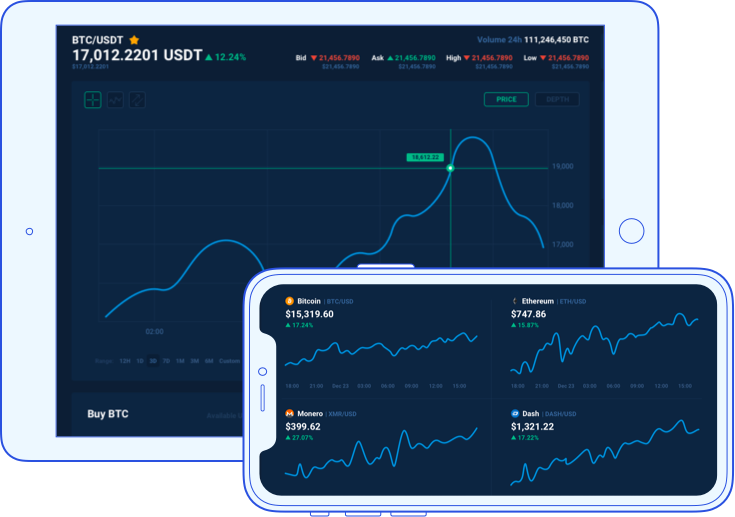 BTC/USDT
17,012.2201 USDT ▲ 12.24%
$17,012.2201
Volume 24h 111,246,450 BTC
Bid ▼ 21,456.7890 Ask ▲ 21,456.7890 High ▼ 21,456.7890 Low ▼ 21,456.7890
$21,456.7890 $21,456.7890 $21,456.7890 $21,456.7890
PRICE DEPTH
18,612.22
19,000
18,000
17,000
02:00
Range 12H 1D 3D 7D 1M 3M 6M Custom
Buy BTC
Bitcoin | BTC/USD
$15,319.60
▲ 17.24%
18:00 21:00 Dec 23 03:00 06:00 09:00 12:00 15:00
Ethereum | ETH/USD
$747.86
▲ 15.87%
18:00 21:00 Dec 23 03:00 06:00 09:00 12:00 15:00
Monero | XMR/USD
$399.62
▲ 27.07%
Dash | DASH/USD
$1,321.22
▲ 17.22%